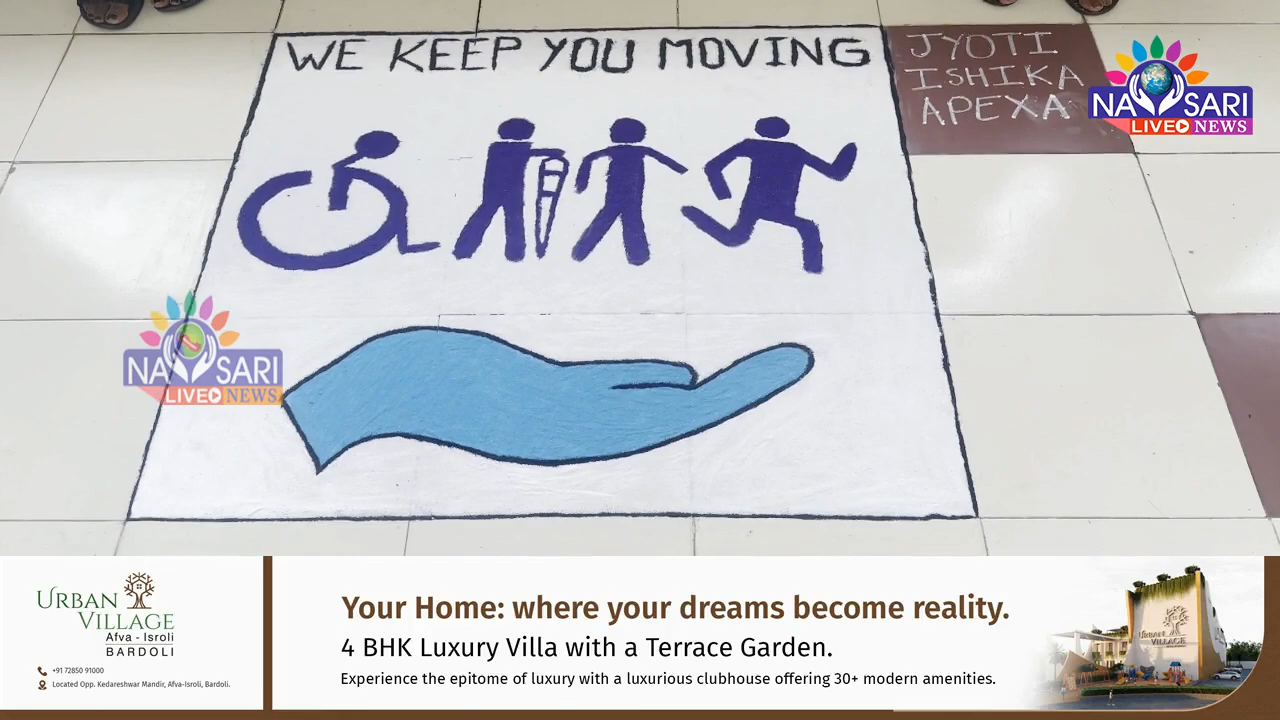 WE KEEP YOU MOVING
JYOTI
ISHIKA
APEXA
NAVSARI
LIVE NEWS
NAVSARI
LIVE NEWS
URBAN
VILLAGE
Afva - Isroli
BARDOLI
+91 72850 91000
Located Opp. Kedareshwar Mandir, Afva-Isroli, Bardoli.
Your Home: where your dreams become reality.
4 BHK Luxury Villa with a Terrace Garden.
Experience the epitome of luxury with a luxurious clubhouse offering 30+ modern amenities.
URBAN
VILLAGE